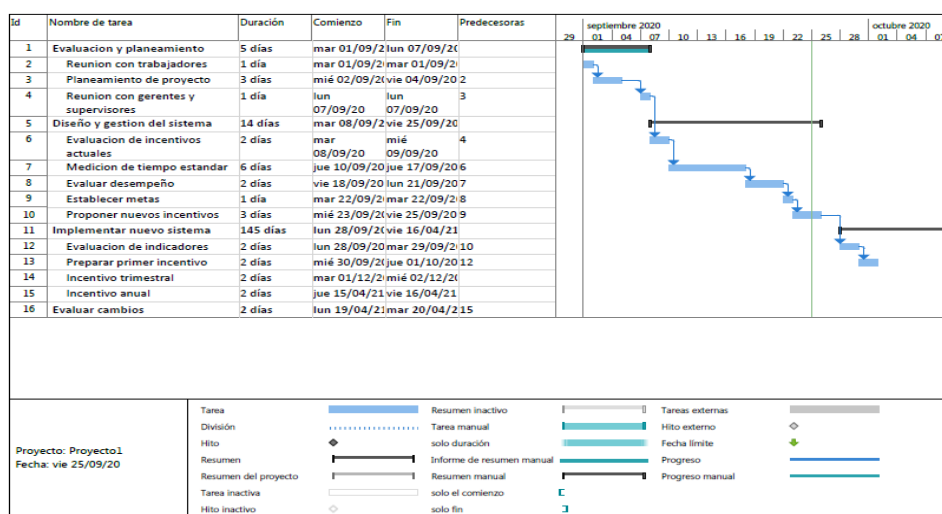 Id Nombre de tarea Duración Comienzo Fin Predecesoras
septiembre 2020 octubre 2020
29 01 04 07 10 13 16 19 22 25 28 01 04 07
1 Evaluacion y planeamiento 5 días mar 01/09/2 lun 07/09/20
2 Reunion con trabajadores 1 día mar 01/09/20 mar 01/09/2
3 Planeamiento de proyecto 3 días mié 02/09/20 vie 04/09/20 2
4 Reunion con gerentes y supervisores 1 día lun 07/09/20 lun 07/09/20 3
5 Diseño y gestion del sistema 14 días mar 08/09/2 vie 25/09/20
6 Evaluacion de incentivos actuales 2 días mar 08/09/20 mié 09/09/20 4
7 Medicion de tiempo estandar 6 días jue 10/09/20 jue 17/09/20 6
8 Evaluar desempeño 2 días vie 18/09/20 lun 21/09/20 7
9 Establecer metas 1 día mar 22/09/20 mar 22/09/2 8
10 Proponer nuevos incentivos 3 días mié 23/09/20 vie 25/09/20 9
11 Implementar nuevo sistema 145 días lun 28/09/20 vie 16/04/21
12 Evaluacion de indicadores 2 días lun 28/09/20 mar 29/09/2 10
13 Preparar primer incentivo 2 días mié 30/09/20 jue 01/10/20 12
14 Incentivo trimestral 2 días mar 01/12/20 mié 02/12/20
15 Incentivo anual 2 días jue 15/04/21 vie 16/04/21
16 Evaluar cambios 2 días lun 19/04/21 mar 20/04/2 15
Proyecto: Proyecto1
Fecha: vie 25/09/20
Tarea Resumen inactivo Tareas externas
División Tarea manual Hito externo
Hito solo duración Fecha límite
Resumen Informe de resumen manual Progreso
Resumen del proyecto Resumen manual Progreso manual
Tarea inactiva solo el comienzo
Hito inactivo solo fin